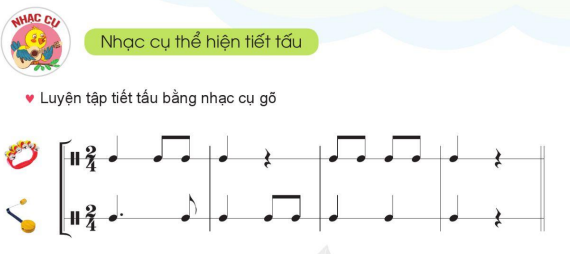 NHẠC CỤ
Nhạc cụ thể hiện tiết tấu
♥ Luyện tập tiết tấu bằng nhạc cụ gõ
2
4
2
4